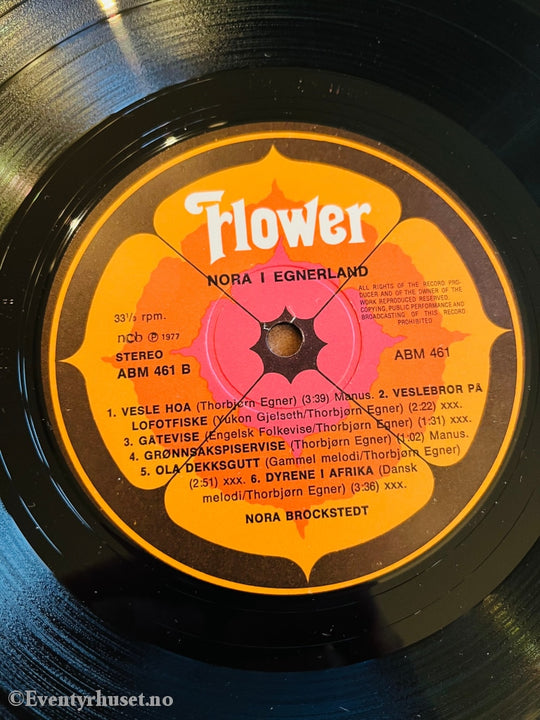 Flower
NORA I EGNERLAND
ALL RIGHTS OF THE RECORD PRO-
DUCER AND OF THE OWNER OF THE
WORK REPRODUCED RESERVED.
COPYING, PUBLIC PERFORMANCE AND
BROADCASTING OF THIS RECORD
PROHIBITED
33⅓ rpm.
ncb Ⓟ 1977
STEREO
ABM 461 B
ABM 461
1. VESLE HOA (Thorbjørn Egner) (3:39) Manus. 2. VESLEBROR PÅ
LOFOTFISKE (Yukon Gjelseth/Thorbjørn Egner) (2:22) xxx.
3. GATEVISE (Engelsk Folkevise/Thorbjørn Egner) (1:31) xxx.
4. GRØNNSAKSPISERVISE (Thorbjørn Egner) (1:02) Manus.
5. OLA DEKKSGUTT (Gammel melodi/Thorbjørn Egner)
(2:51) xxx. 6. DYRENE I AFRIKA (Dansk
melodi/Thorbjørn Egner) (3:36) xxx.
NORA BROCKSTEDT
©Eventyrhuset.no